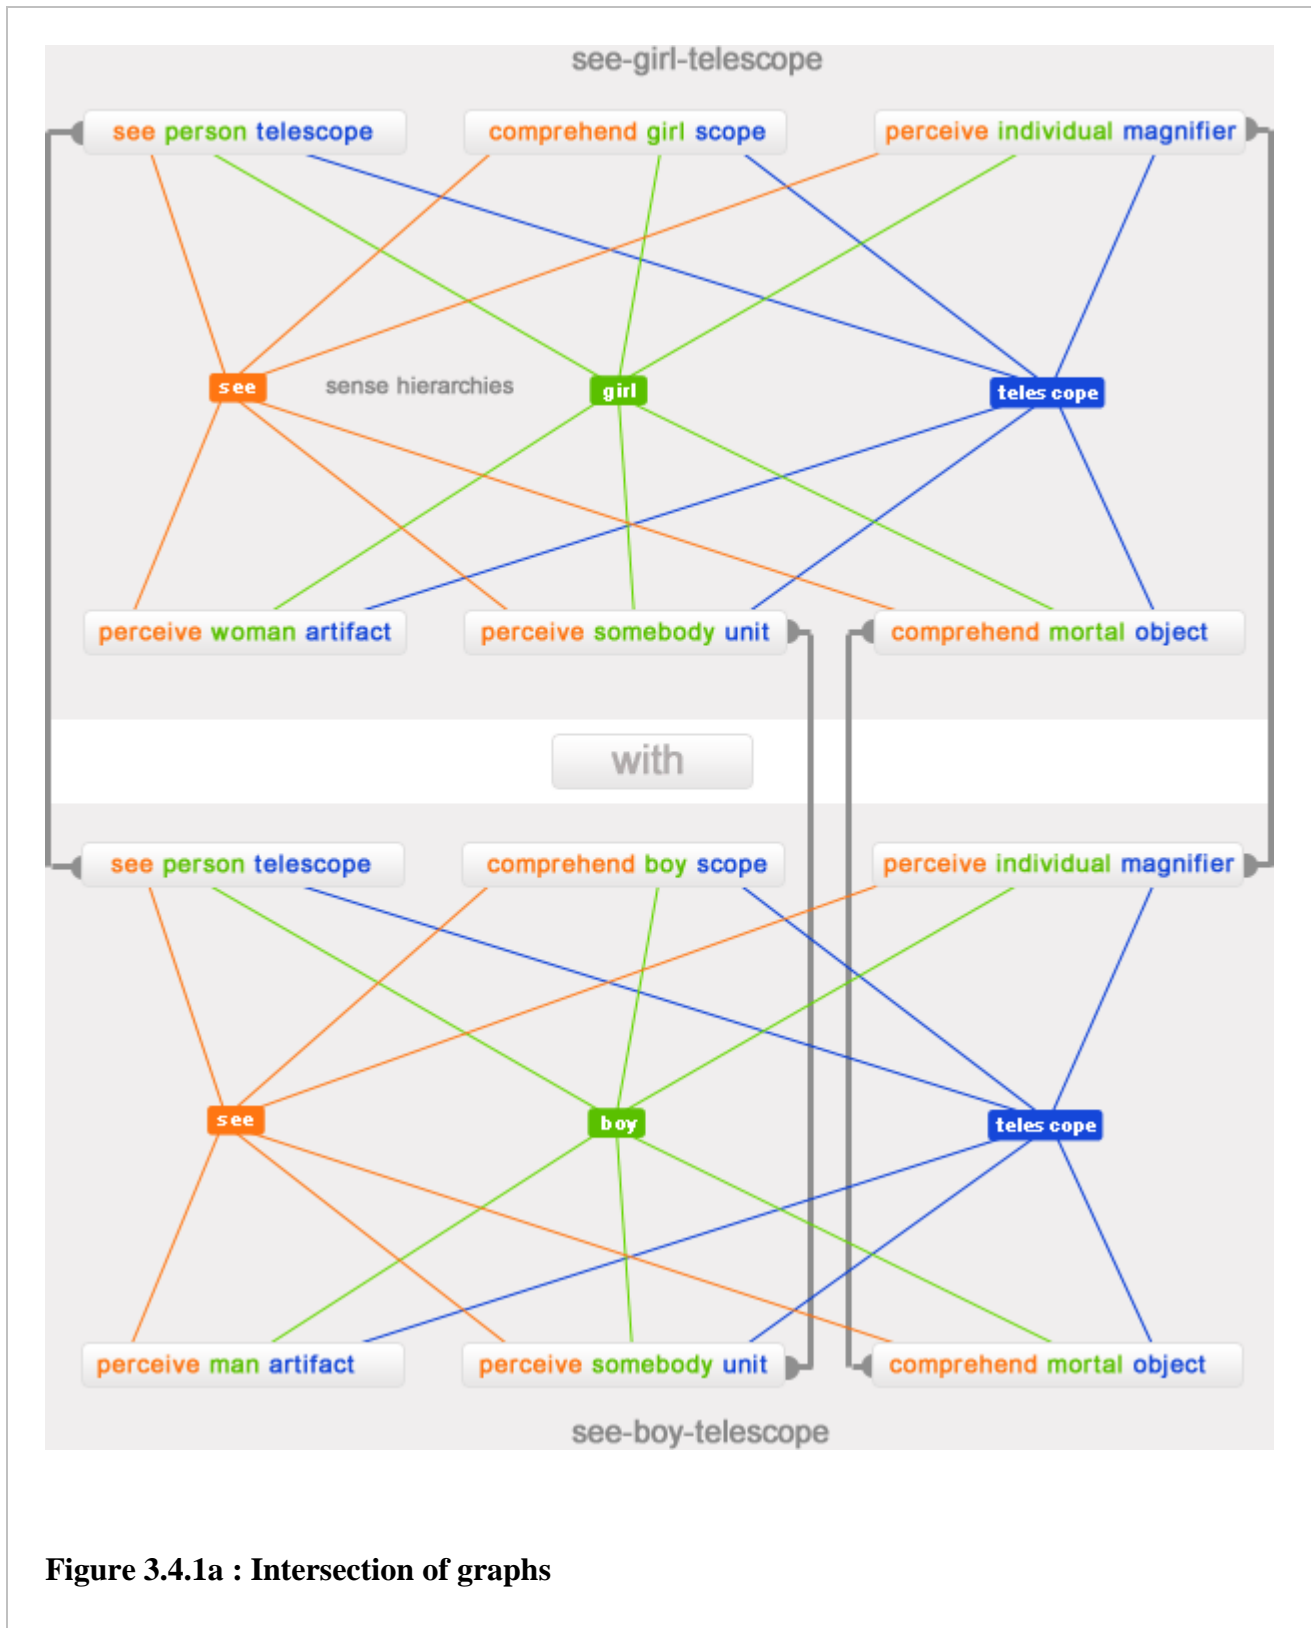 see-girl-telescope
see person telescope
comprehend girl scope
perceive individual magnifier
see
sense hierarchies
girl
teles cope
perceive woman artifact
perceive somebody unit
comprehend mortal object
with
see person telescope
comprehend boy scope
perceive individual magnifier
see
boy
teles cope
perceive man artifact
perceive somebody unit
comprehend mortal object
see-boy-telescope
Figure 3.4.1a : Intersection of graphs